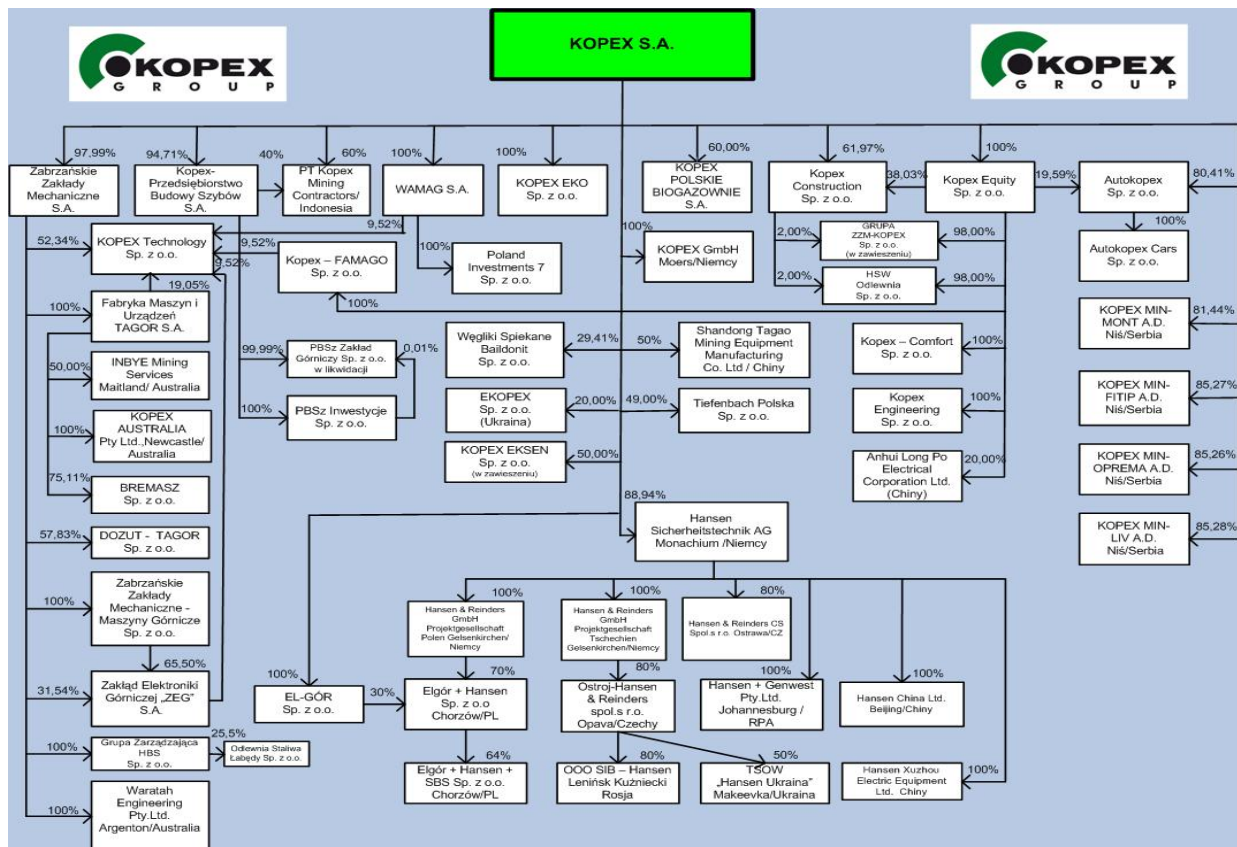 KOPEX S.A.
KOPEX
GROUP
KOPEX
GROUP
97,99%
Zabrzańskie
Zakłady
Mechaniczne
S.A.
94,71%
Kopex-
Przedsiębiorstwo
Budowy Szybów
S.A.
40%
60%
PT Kopex
Mining
Contractors/
Indonesia
100%
WAMAG S.A.
100%
KOPEX EKO
Sp. z o.o.
60,00%
KOPEX
POLSKIE
BIOGAZOWNIE
S.A.
61,97%
Kopex
Construction
Sp. z o.o.
38,03%
100%
Kopex Equity
Sp. z o.o.
19,59%
Autokopex
Sp. z o.o.
80,41%
52,34%
KOPEX Technology
Sp. z o.o.
9,52%
9,52%
9,52%
19,05%
Kopex – FAMAGO
Sp. z o.o.
100%
100%
Poland
Investments 7
Sp. z o.o.
100%
KOPEX GmbH
Moers/Niemcy
2,00%
GRUPA
ZZM-KOPEX
Sp. z o.o.
(w zawieszeniu)
98,00%
2,00%
HSW
Odlewnia
Sp. z o.o.
98,00%
100%
Autokopex Cars
Sp. z o.o.
100%
Fabryka Maszyn i
Urządzeń
TAGOR S.A.
50,00%
INBYE Mining
Services
Maitland/ Australia
100%
KOPEX
AUSTRALIA
Pty Ltd.,Newcastle/
Australia
75,11%
BREMASZ
Sp. z o.o.
57,83%
DOZUT - TAGOR
Sp. z o.o.
100%
Zabrzańskie
Zakłady
Mechaniczne -
Maszyny Górnicze
Sp. z o.o.
65,50%
31,54%
Zakłąd Elektroniki
Górniczej „ZEG”
S.A.
100%
Grupa Zarządzająca
HBS
Sp. z o.o.
25,5%
Odlewnia Staliwa
Łabędy Sp. z o.o.
100%
Waratah
Engineering
Pty.Ltd.
Argenton/Australia
99,99%
PBSz Zakład
Górniczy Sp. z o.o.
w likwidacji
0,01%
100%
PBSz Inwestycje
Sp. z o.o.
Węgliki Spiekane
Baildonit
Sp. z o.o.
29,41%
50%
Shandong Tagao
Mining Equipment
Manufacturing
Co. Ltd / Chiny
EKOPEX
Sp. z o.o.
(Ukraina)
20,00%
49,00%
Tiefenbach Polska
Sp. z o.o.
KOPEX EKSEN
Sp. z o.o.
(w zawieszeniu)
50,00%
Kopex – Comfort
Sp. z o.o.
100%
Kopex
Engineering
Sp. z o.o.
100%
Anhui Long Po
Electrical
Corporation Ltd.
(Chiny)
20,00%
KOPEX MIN-
MONT A.D.
Niś/Serbia
81,44%
KOPEX MIN-
FITIP A.D.
Niś/Serbia
85,27%
KOPEX MIN-
OPREMA A.D.
Niś/Serbia
85,26%
KOPEX MIN-
LIV A.D.
Niś/Serbia
85,28%
88,94%
Hansen
Sicherheitstechnik AG
Monachium /Niemcy
100%
Hansen & Reinders
GmbH
Projektgesellschaft
Polen Gelsenkirchen/
Niemcy
100%
Hansen & Reinders
GmbH
Projektgesellschaft
Tschechien
Gelsenkirchen/Niemcy
80%
Hansen & Reinders CS
Spol.s r.o. Ostrawa/CZ
100%
EL-GÓR
Sp. z o.o.
30%
70%
Elgór + Hansen
Sp. z o.o
Chorzów/PL
80%
Ostroj-Hansen
& Reinders
spol.s r.o.
Opava/Czechy
100%
Hansen + Genwest
Pty.Ltd.
Johannesburg /
RPA
100%
Hansen China Ltd.
Beijing/Chiny
64%
Elgór + Hansen +
SBS Sp. z o.o.
Chorzów/PL
80%
OOO SIB – Hansen
Leninśk Kuźniecki
Rosja
50%
TSOW
„Hansen Ukraina”
Makeevka/Ukraina
Hansen Xuzhou
Electric Equipment
Ltd. Chiny
100%